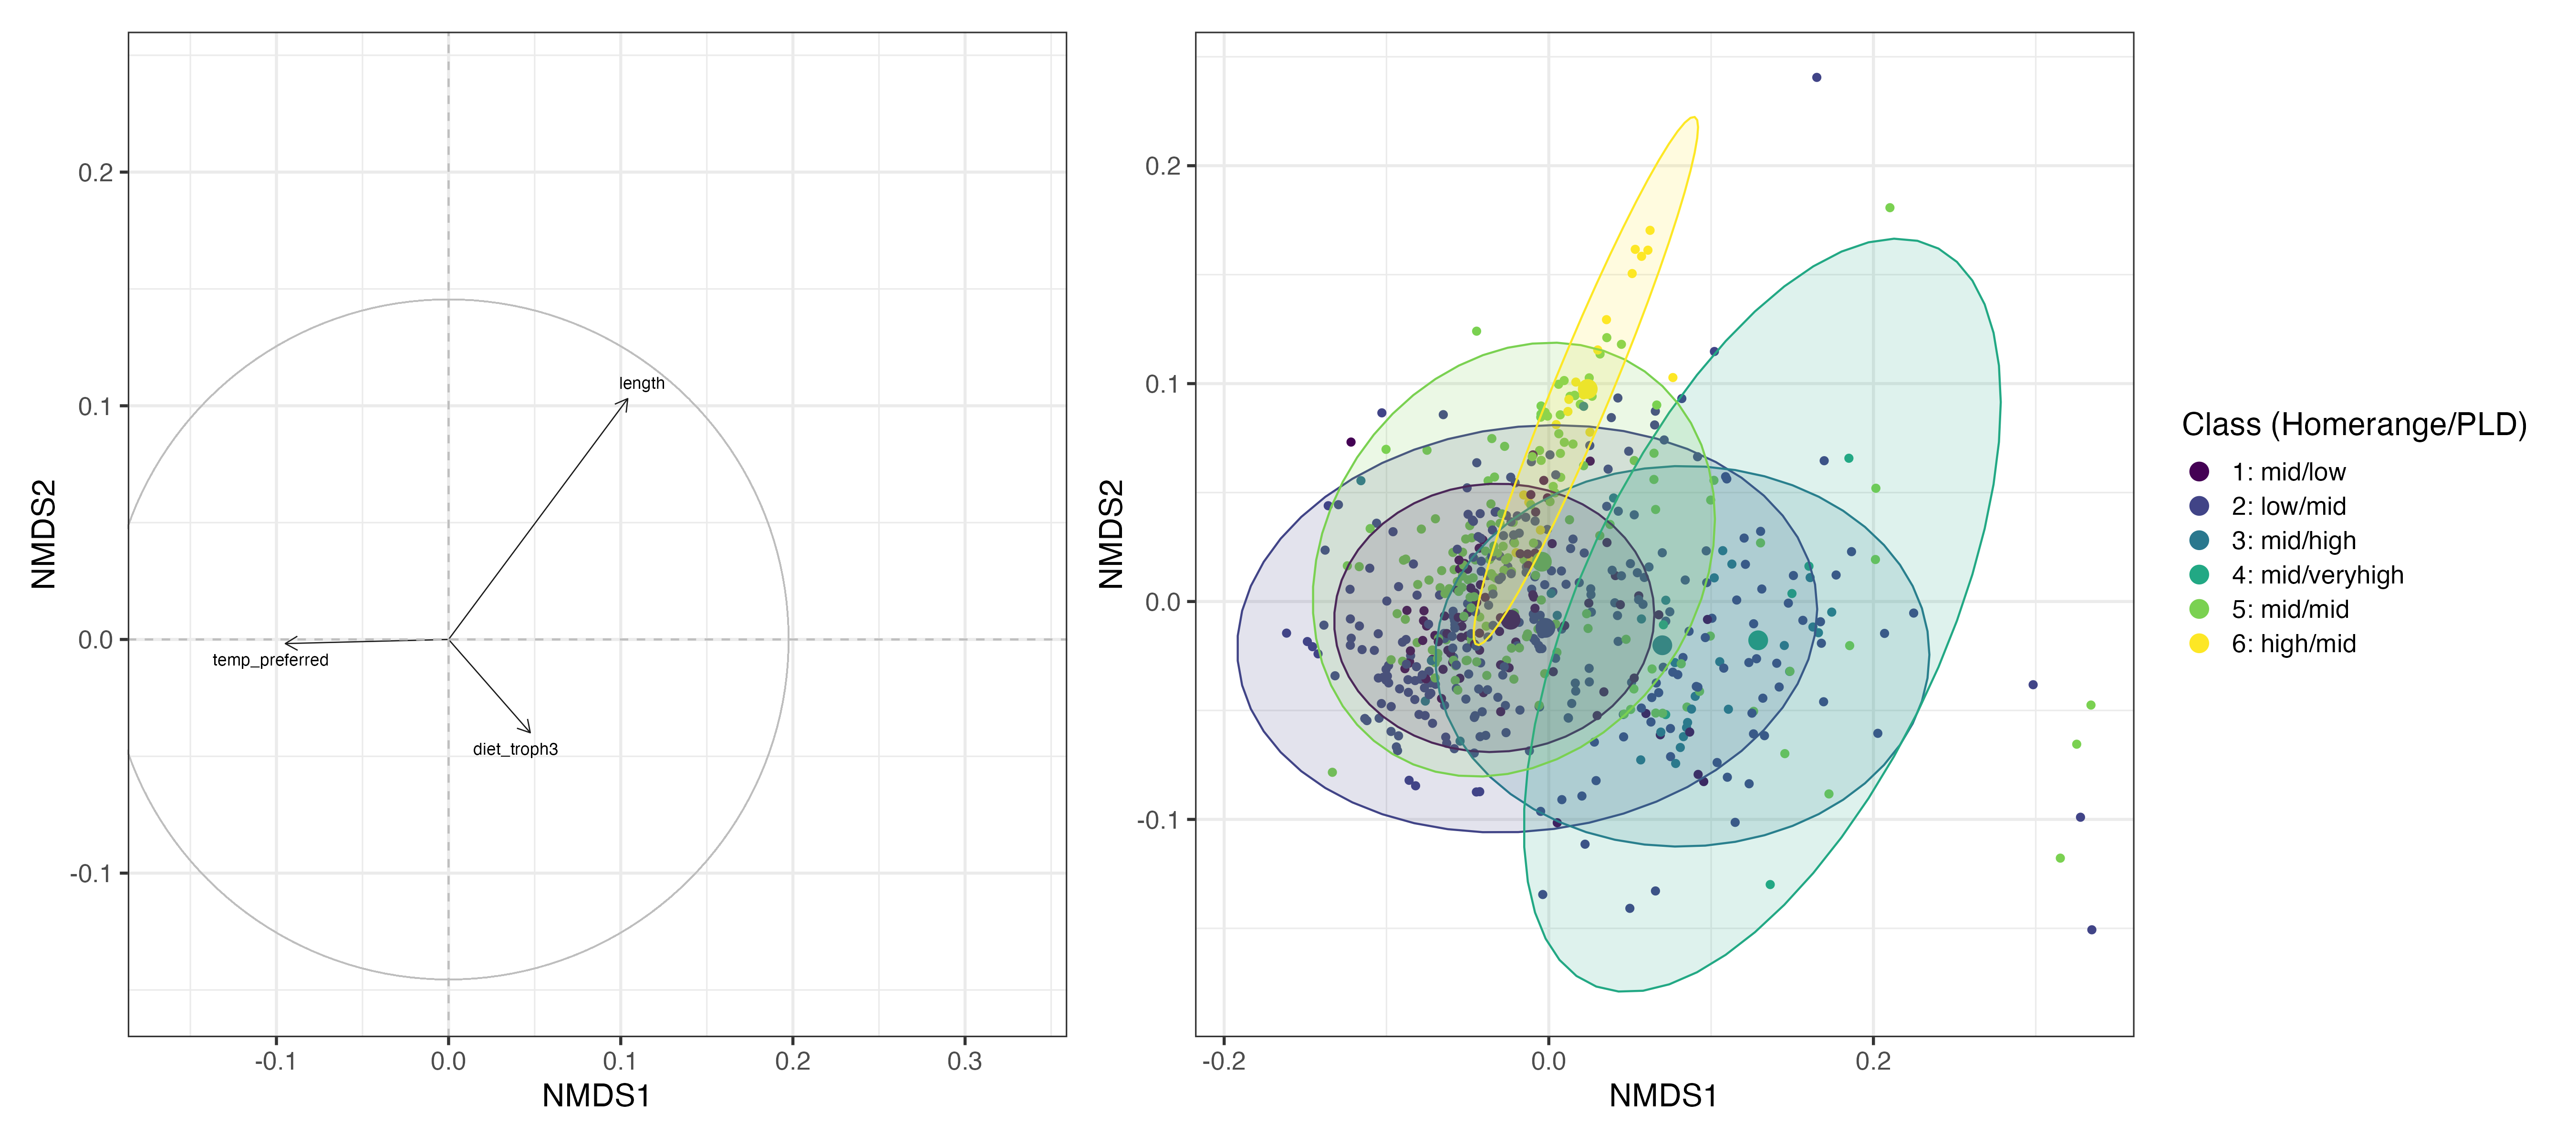 NMDS2
0.2
0.1
0.0
-0.1
length
temp_preferred
diet_troph3
-0.1
0.0
0.1
0.2
0.3
NMDS1
NMDS2
0.2
0.1
0.0
-0.1
-0.2
0.0
0.2
NMDS1
Class (Homerange/PLD)
1: mid/low
2: low/mid
3: mid/high
4: mid/veryhigh
5: mid/mid
6: high/mid